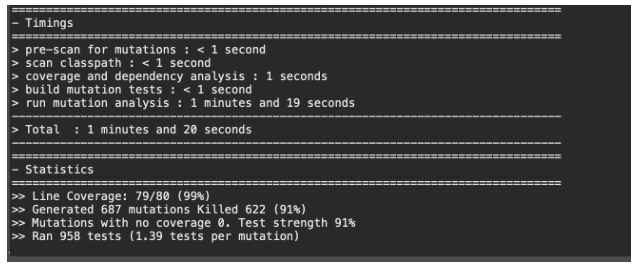 ================================================================================
- Timings
================================================================================
> pre-scan for mutations : < 1 second
> scan classpath : < 1 second
> coverage and dependency analysis : 1 seconds
> build mutation tests : < 1 second
> run mutation analysis : 1 minutes and 19 seconds
--------------------------------------------------------------------------------
> Total  : 1 minutes and 20 seconds
--------------------------------------------------------------------------------
================================================================================
- Statistics
================================================================================
>> Line Coverage: 79/80 (99%)
>> Generated 687 mutations Killed 622 (91%)
>> Mutations with no coverage 0. Test strength 91%
>> Ran 958 tests (1.39 tests per mutation)